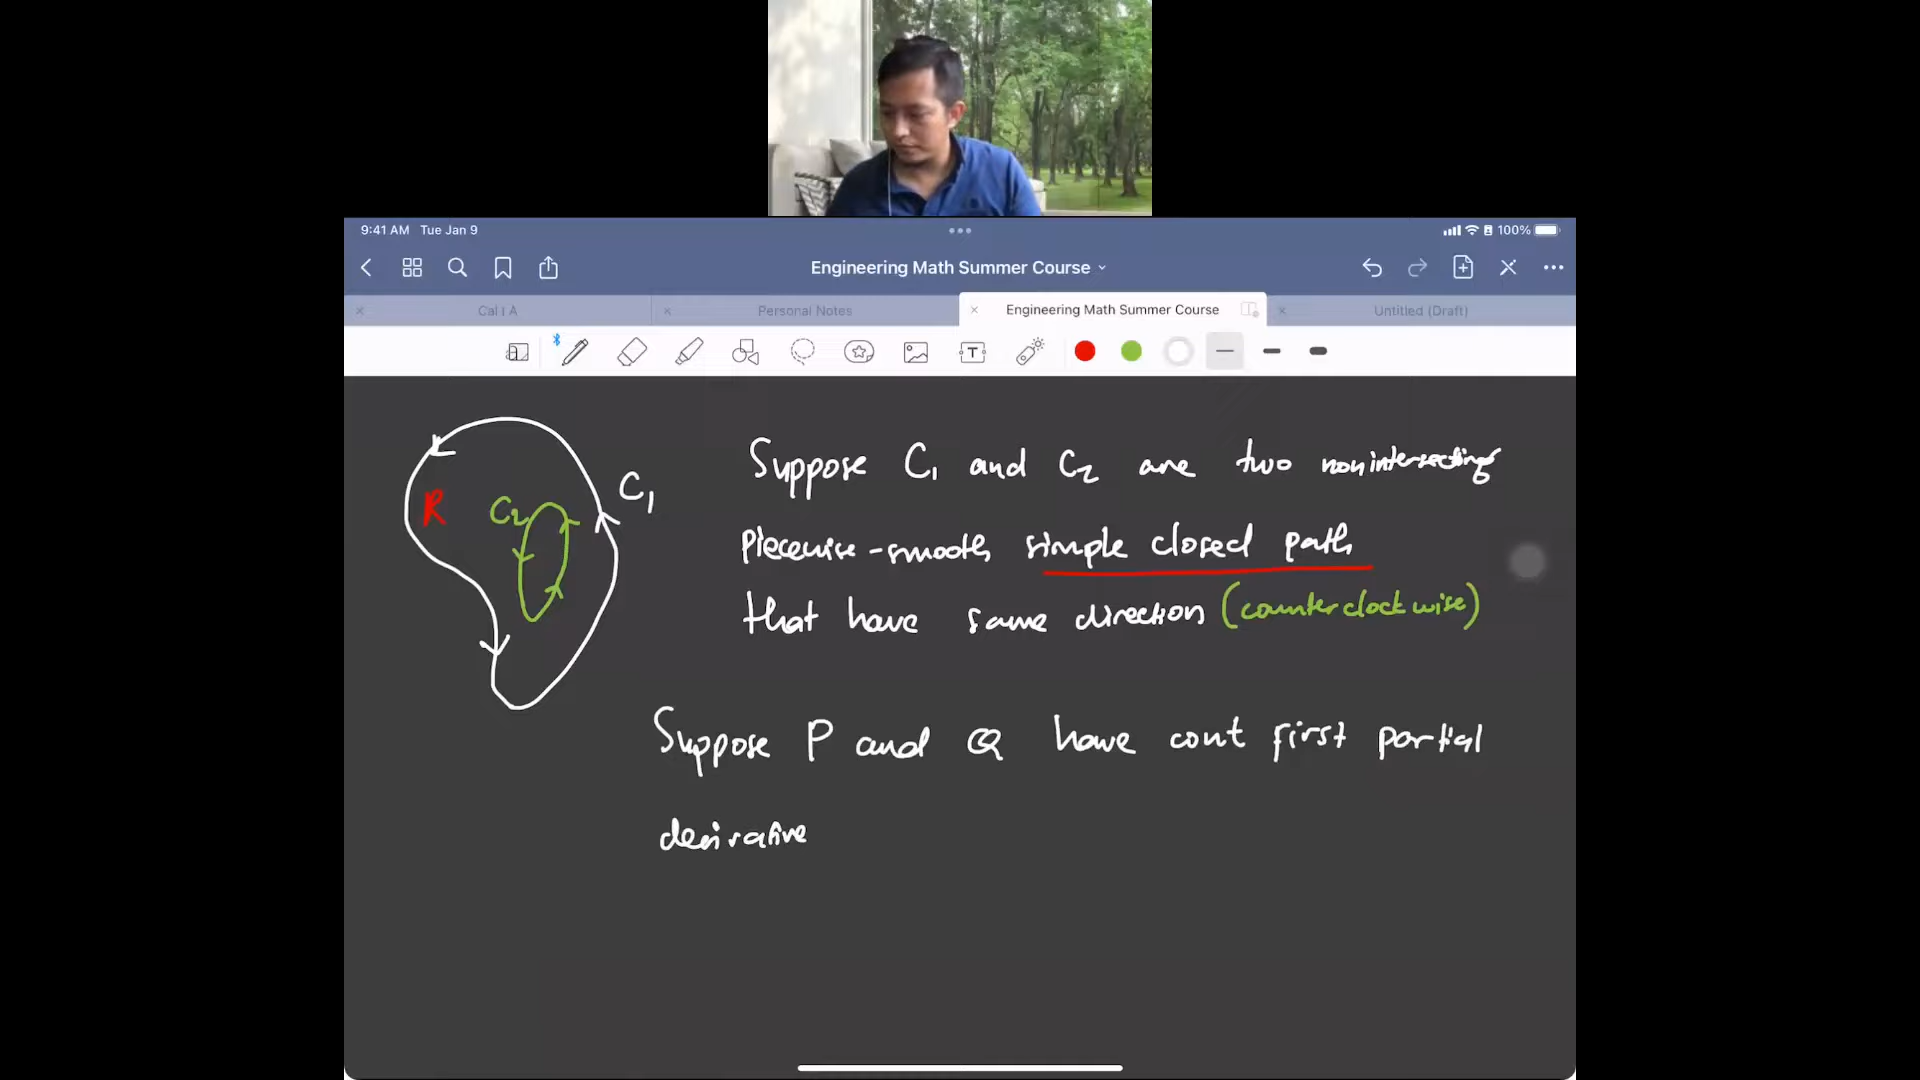 9:41 AM Tue Jan 9
100%
Engineering Math Summer Course
Cal I A
Personal Notes
Engineering Math Summer Course
Untitled (Draft)
T
Suppose C₁ and C₂ are two nonintersecting
C₁
R
C₂
piecewise-smooth simple closed path
that have same direction (counterclockwise)
Suppose P and Q have cont first partial
derivative